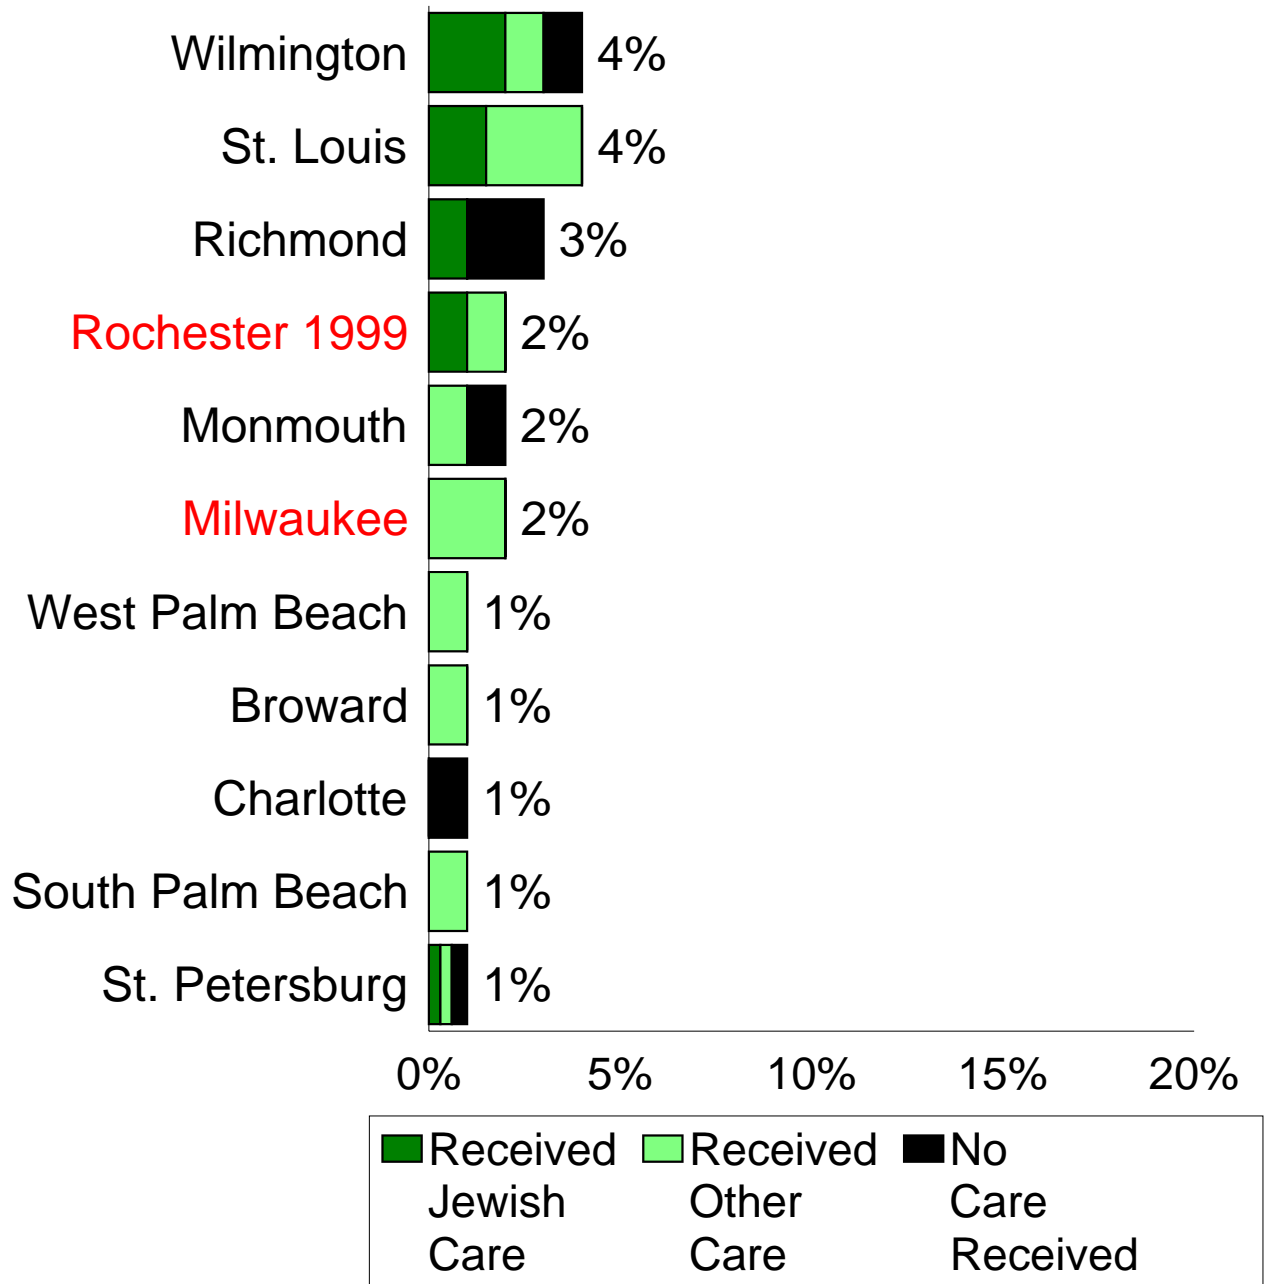 Wilmington 4%
St. Louis 4%
Richmond 3%
Rochester 1999 2%
Monmouth 2%
Milwaukee 2%
West Palm Beach 1%
Broward 1%
Charlotte 1%
South Palm Beach 1%
St. Petersburg 1%
0% 5% 10% 15% 20%
Received Jewish Care
Received Other Care
No Care Received